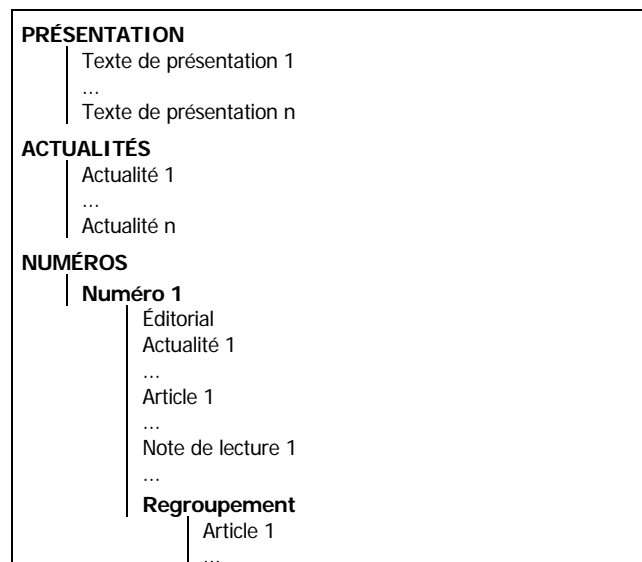 PRÉSENTATION
Texte de présentation 1
...
Texte de présentation n
ACTUALITÉS
Actualité 1
...
Actualité n
NUMÉROS
Numéro 1
Éditorial
Actualité 1
...
Article 1
...
Note de lecture 1
...
Regroupement
Article 1
...